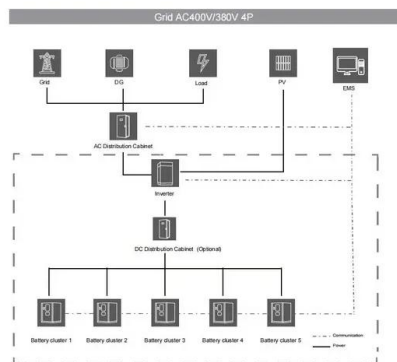 Grid AC400V/380V 4P
Grid
DG
Load
PV
EMS
AC Distribution Cabinet
Inverter
DC Distribution Cabinet (Optional)
Battery cluster 1
Battery cluster 2
Battery cluster 3
Battery cluster 4
Battery cluster 5
Communication
Power